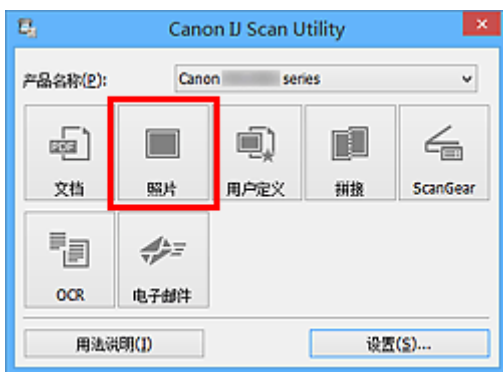 Canon IJ Scan Utility
产品名称(P): Canon series
文档 照片 用户定义 拼接 ScanGear
OCR 电子邮件
用法说明(I) 设置(S)...